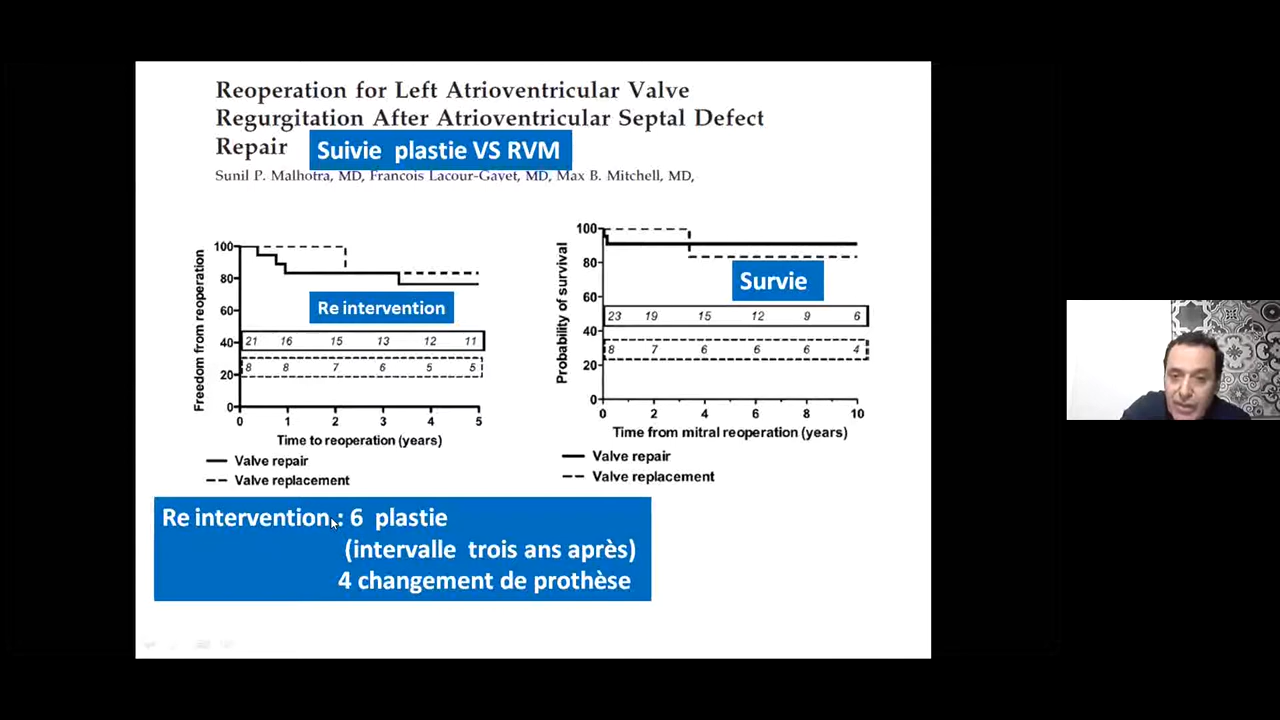 Reoperation for Left Atrioventricular Valve
Regurgitation After Atrioventricular Septal Defect
Repair
Suivie plastie VS RVM
Sunil P. Malhotra, MD, Francois Lacour-Gavet, MD, Max B. Mitchell, MD,
Freedom from reoperation
100
80
60
40
20
0
Re intervention
21 16 15 13 12 11
8 8 7 6 5 5
0 1 2 3 4 5
Time to reoperation (years)
Valve repair
Valve replacement
Probability of survival
100
80
60
40
20
0
Survie
23 19 15 12 9 6
8 7 6 6 6 4
0 2 4 6 8 10
Time from mitral reoperation (years)
Valve repair
Valve replacement
Re intervention : 6 plastie
(intervalle trois ans après)
4 changement de prothèse